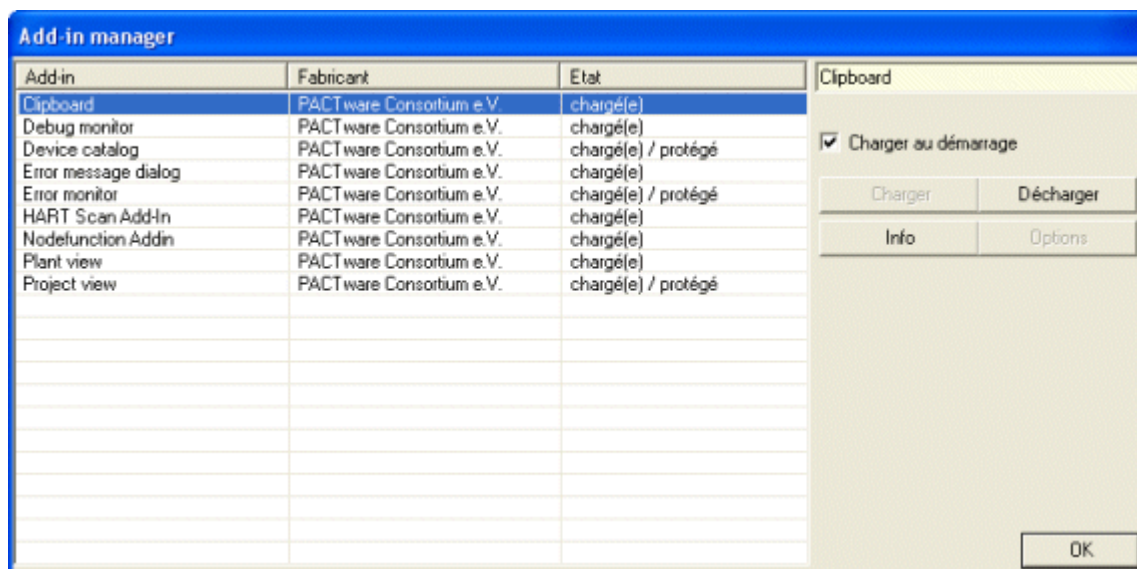 Add-in manager
Add-in Fabricant Etat Clipboard
Clipboard PACTware Consortium e.V. chargé(e)
Debug monitor PACTware Consortium e.V. chargé(e)
Device catalog PACTware Consortium e.V. chargé(e) / protégé Charger au démarrage
Error message dialog PACTware Consortium e.V. chargé(e)
Error monitor PACTware Consortium e.V. chargé(e) / protégé Charger Décharger
HART Scan Add-In PACTware Consortium e.V. chargé(e)
Nodefunction Addin PACTware Consortium e.V. chargé(e) Info Options
Plant view PACTware Consortium e.V. chargé(e)
Project view PACTware Consortium e.V. chargé(e) / protégé
OK